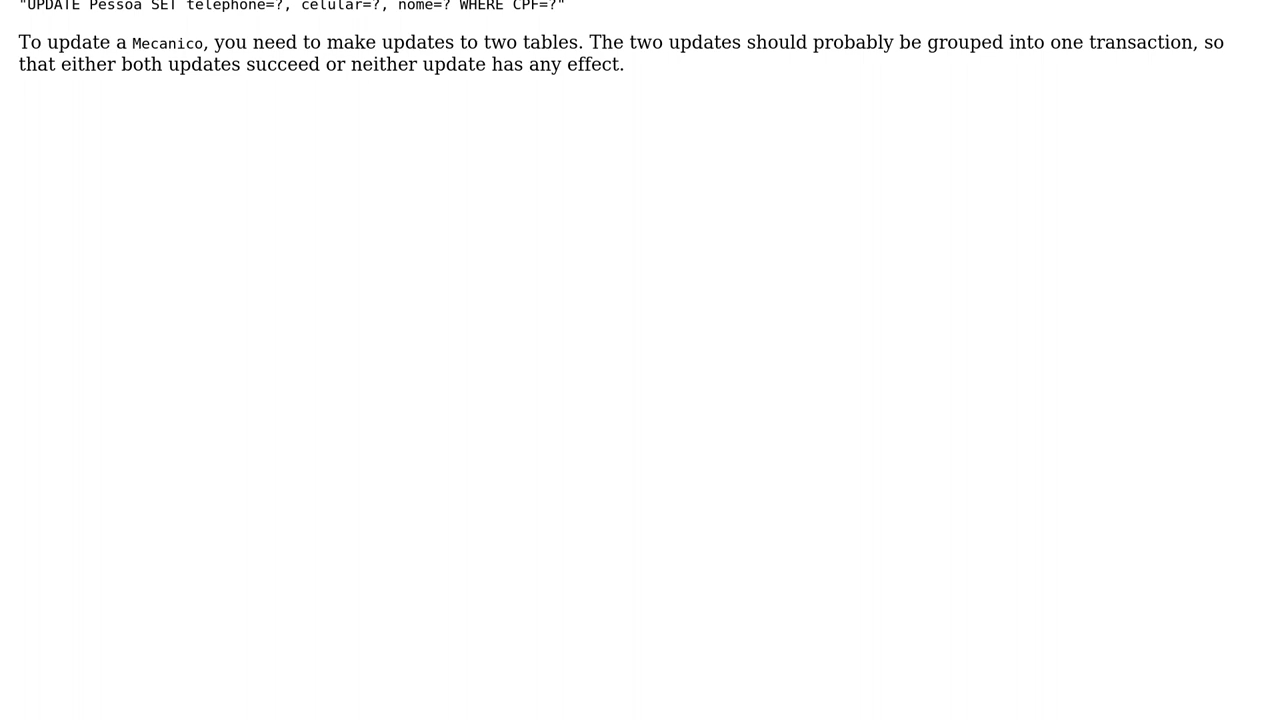 "UPDATE Pessoa SET telephone=?, celular=?, nome=? WHERE CPF=?"
To update a Mecanico, you need to make updates to two tables. The two updates should probably be grouped into one transaction, so
that either both updates succeed or neither update has any effect.